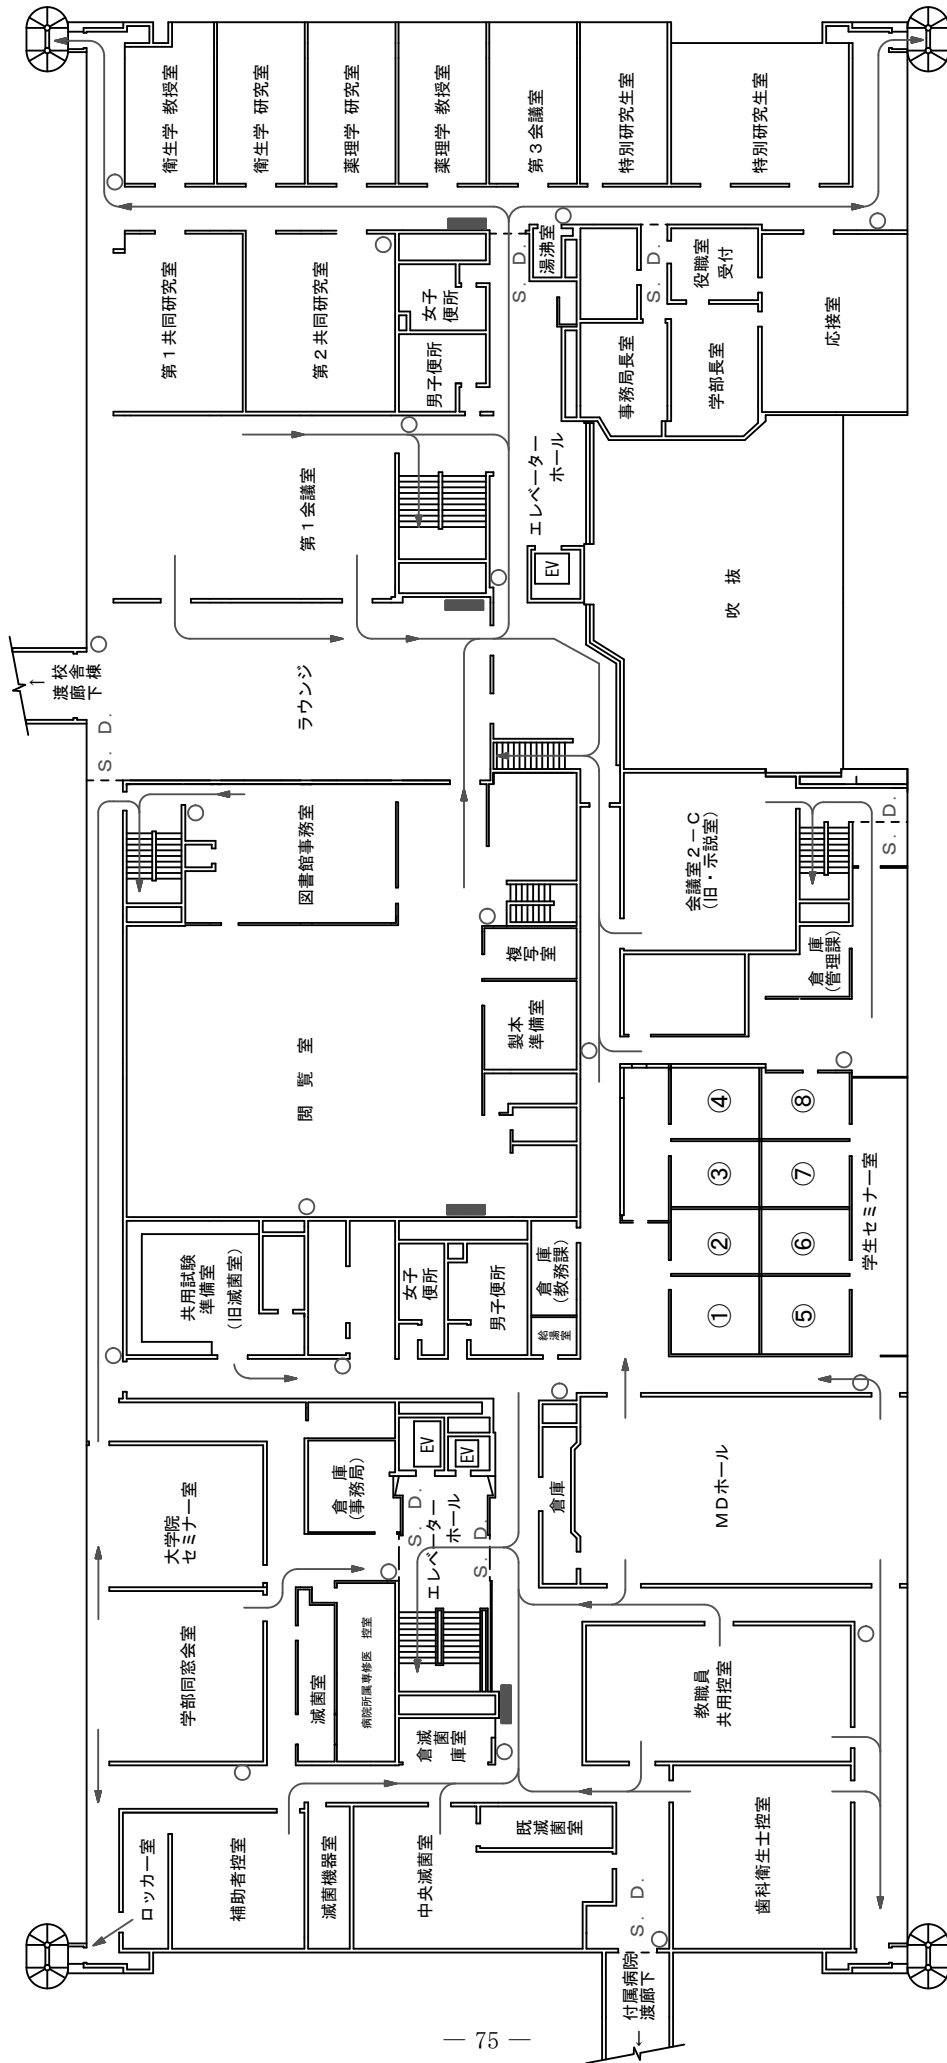 衛生学 教授室
衛生学 研究室
薬理学 研究室
薬理学 教授室
第3会議室
特別研究生室
特別研究生室
第1共同研究室
第2共同研究室
女子
便所
男子便所
S. D.
湯沸室
S. D.
役職室
受付
事務局長室
学部長室
応接室
第1会議室
エレベーター
ホール
EV
吹 抜
↑
校舎棟
渡廊下
S. D.
ラウンジ
図書館事務室
閲 覧 室
複写室
製本
準備室
会議室2-C
(旧・示説室)
倉 庫
(管理課)
S. D.
①
②
③
④
⑤
⑥
⑦
⑧
学生セミナー室
共用試験
準備室
(旧滅菌室)
女子
便所
男子便所
倉 庫
(教務課)
給湯室
大学院
セミナー室
倉 庫
(事務局)
EV
EV
S. D.
エレベーター
ホール
S. D.
倉庫
MDホール
学部同窓会室
滅菌室
病院所属専修医 控室
滅菌
倉庫室
教職員
共用控室
ロッカー室
補助者控室
滅菌機器室
中央滅菌室
既滅菌室
歯科衛生士控室
S. D.
←付属病院
渡廊下
— 75 —